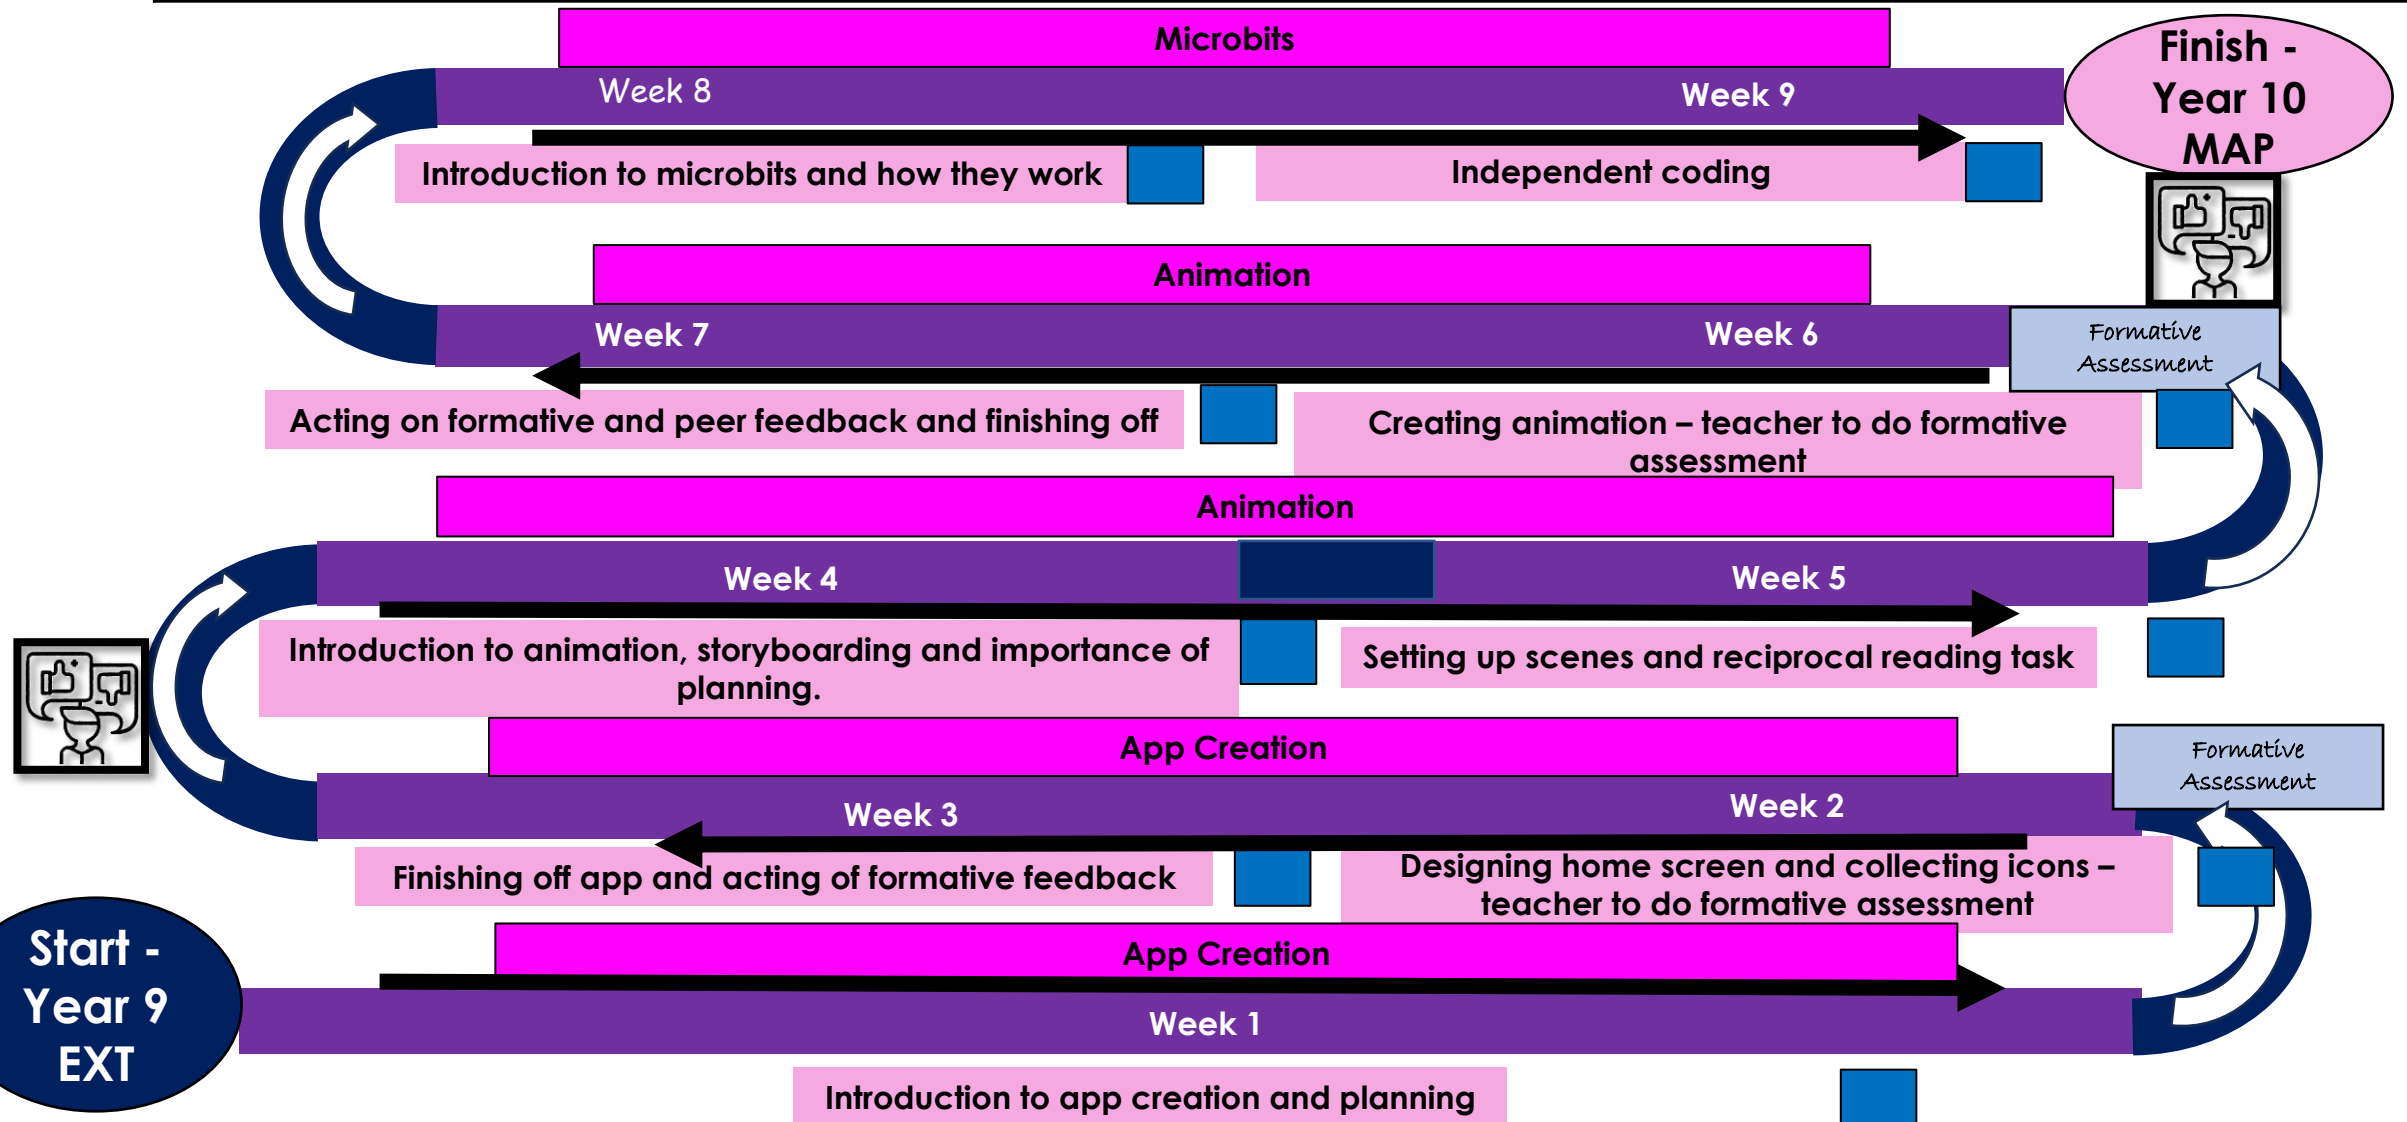 Microbits
Week 8
Week 9
Finish -
Year 10
MAP
Introduction to microbits and how they work
Independent coding
Animation
Week 7
Week 6
Formative
Assessment
Acting on formative and peer feedback and finishing off
Creating animation – teacher to do formative
assessment
Animation
Week 4
Week 5
Introduction to animation, storyboarding and importance of
planning.
Setting up scenes and reciprocal reading task
App Creation
Formative
Assessment
Week 3
Week 2
Finishing off app and acting of formative feedback
Designing home screen and collecting icons –
teacher to do formative assessment
Start -
Year 9
EXT
App Creation
Week 1
Introduction to app creation and planning